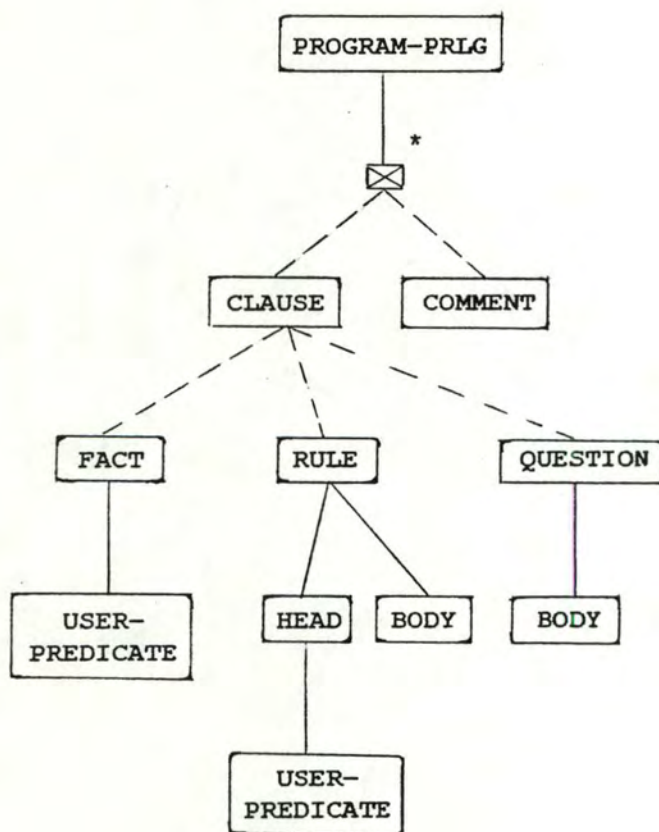 PROGRAM-PRLG
*
CLAUSE
COMMENT
FACT
RULE
QUESTION
USER-
PREDICATE
HEAD
BODY
BODY
USER-
PREDICATE